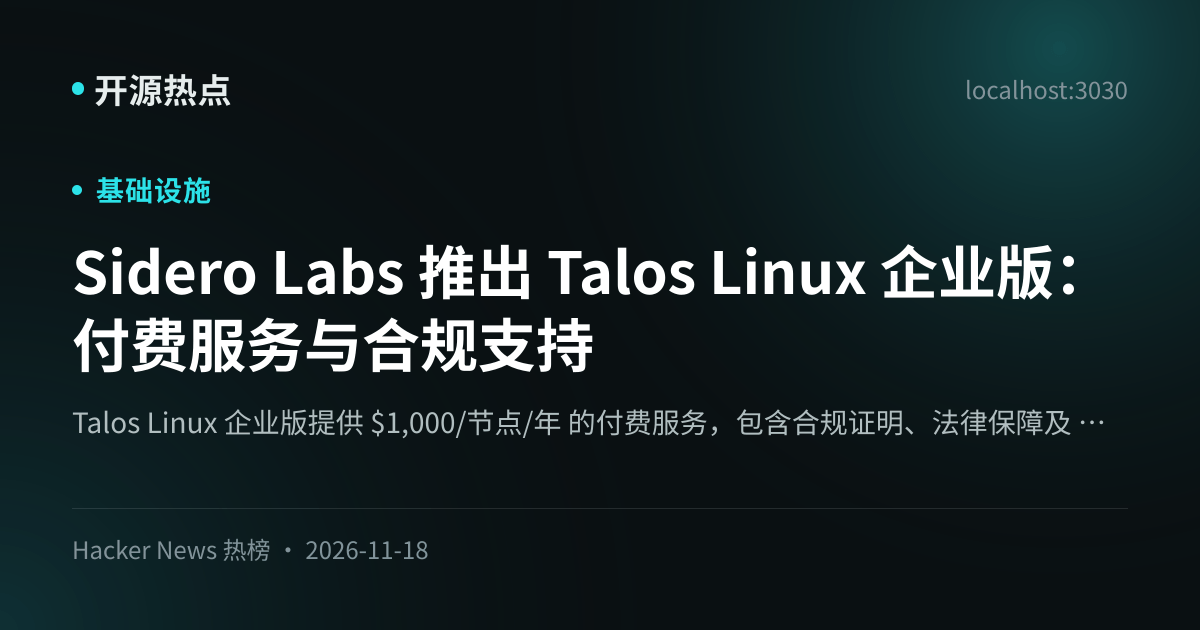 开源热点
localhost:3030
基础设施
Sidero Labs 推出 Talos Linux 企业版：
付费服务与合规支持
Talos Linux 企业版提供 $1,000/节点/年 的付费服务，包含合规证明、法律保障及 …
Hacker News 热榜 · 2026-11-18